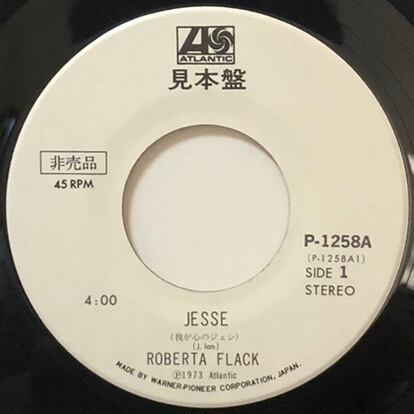 ATLANTIC
見本盤
非売品
45 RPM
P-1258A
(P-1258A1)
SIDE 1
STEREO
4:00
JESSE
(我が心のジェシ)
(J. Ian)
ROBERTA FLACK
Ⓟ1973 Atlantic
MADE BY WARNER-PIONEER CORPORATION, JAPAN.